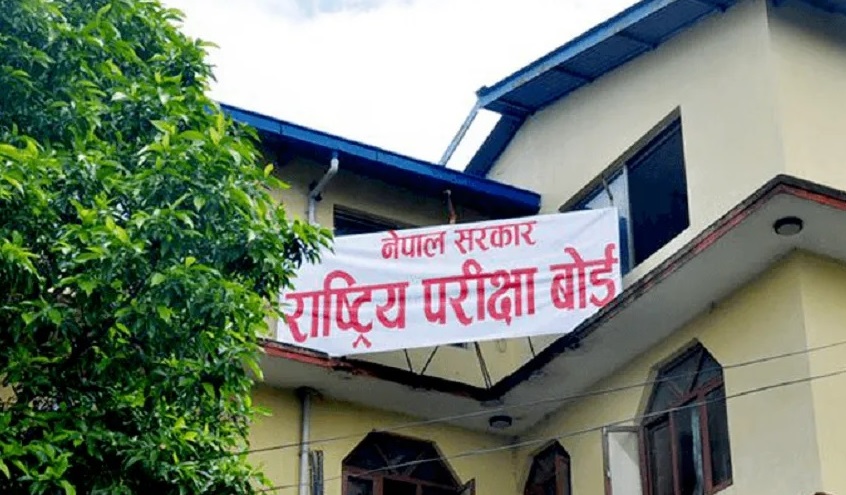 नेपाल सरकार
राष्ट्रिय परीक्षा बोर्ड